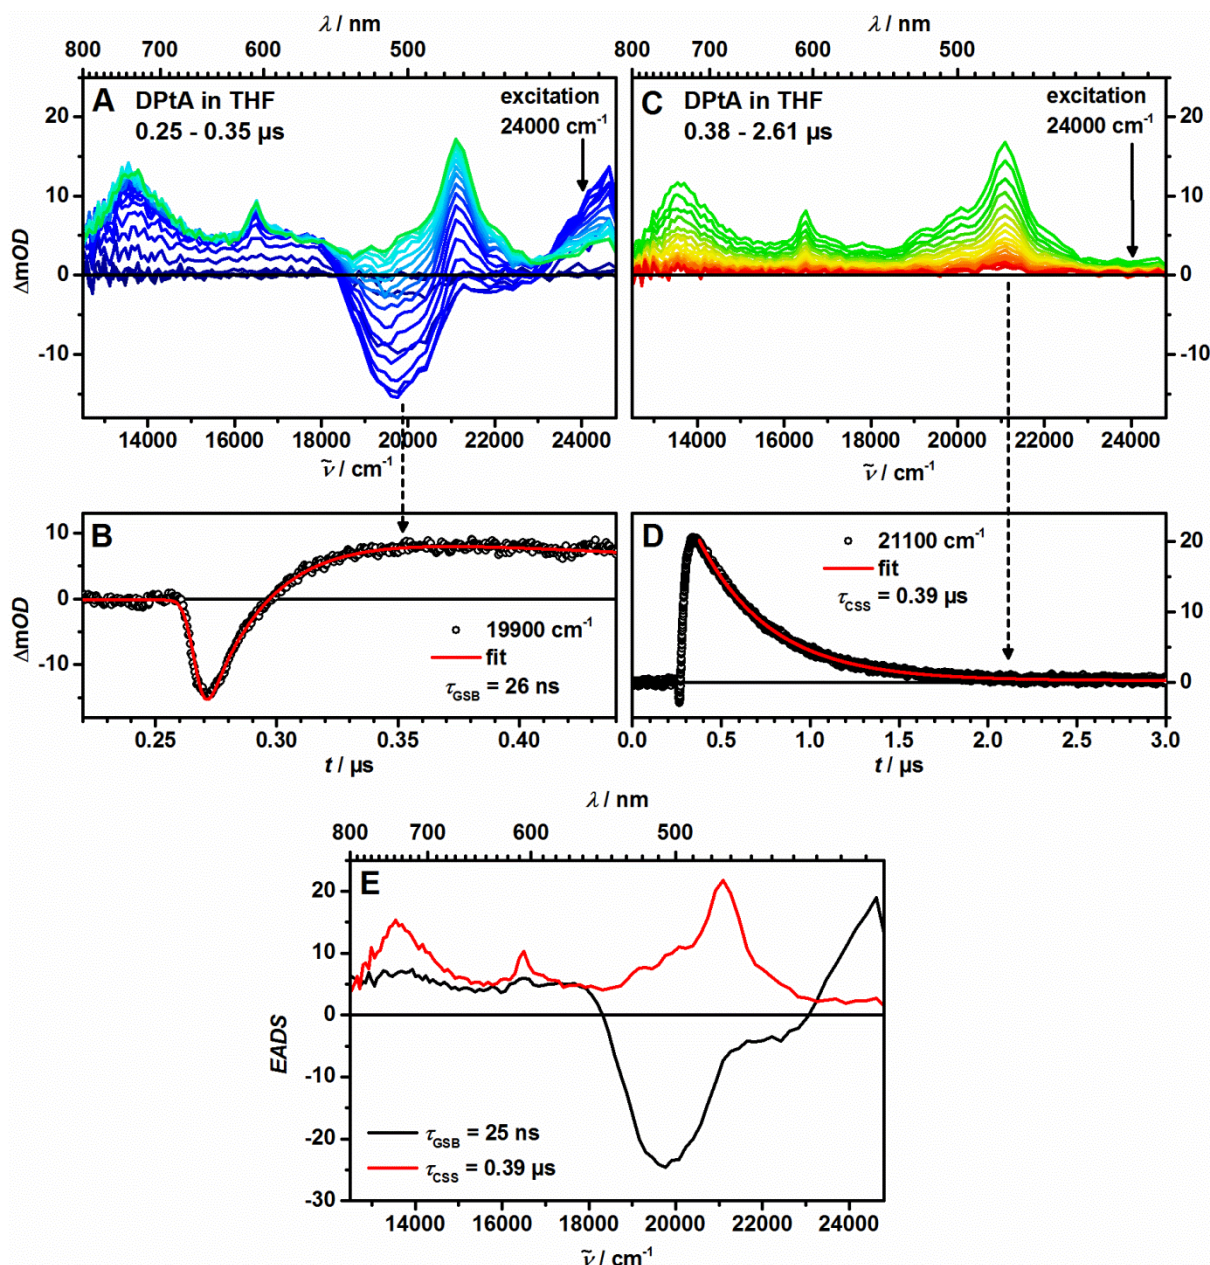 λ / nm
800 700 600 500
λ / nm
800 700 600 500
A DPtA in THF
0.25 - 0.35 µs
excitation
24000 cm⁻¹
C DPtA in THF
0.38 - 2.61 µs
excitation
24000 cm⁻¹
20
10
0
-10
ΔmOD
20
10
0
-10
14000 16000 18000 20000 22000 24000
ν̃ / cm⁻¹
14000 16000 18000 20000 22000 24000
ν̃ / cm⁻¹
B
10
0
-10
ΔmOD
19900 cm⁻¹
fit
τGSB = 26 ns
0.25 0.30 0.35 0.40
t / µs
D
21100 cm⁻¹
fit
τCSS = 0.39 µs
20
10
0
0.0 0.5 1.0 1.5 2.0 2.5 3.0
t / µs
λ / nm
800 700 600 500
E
20
10
0
-10
-20
-30
EADS
τGSB = 25 ns
τCSS = 0.39 µs
14000 16000 18000 20000 22000 24000
ν̃ / cm⁻¹